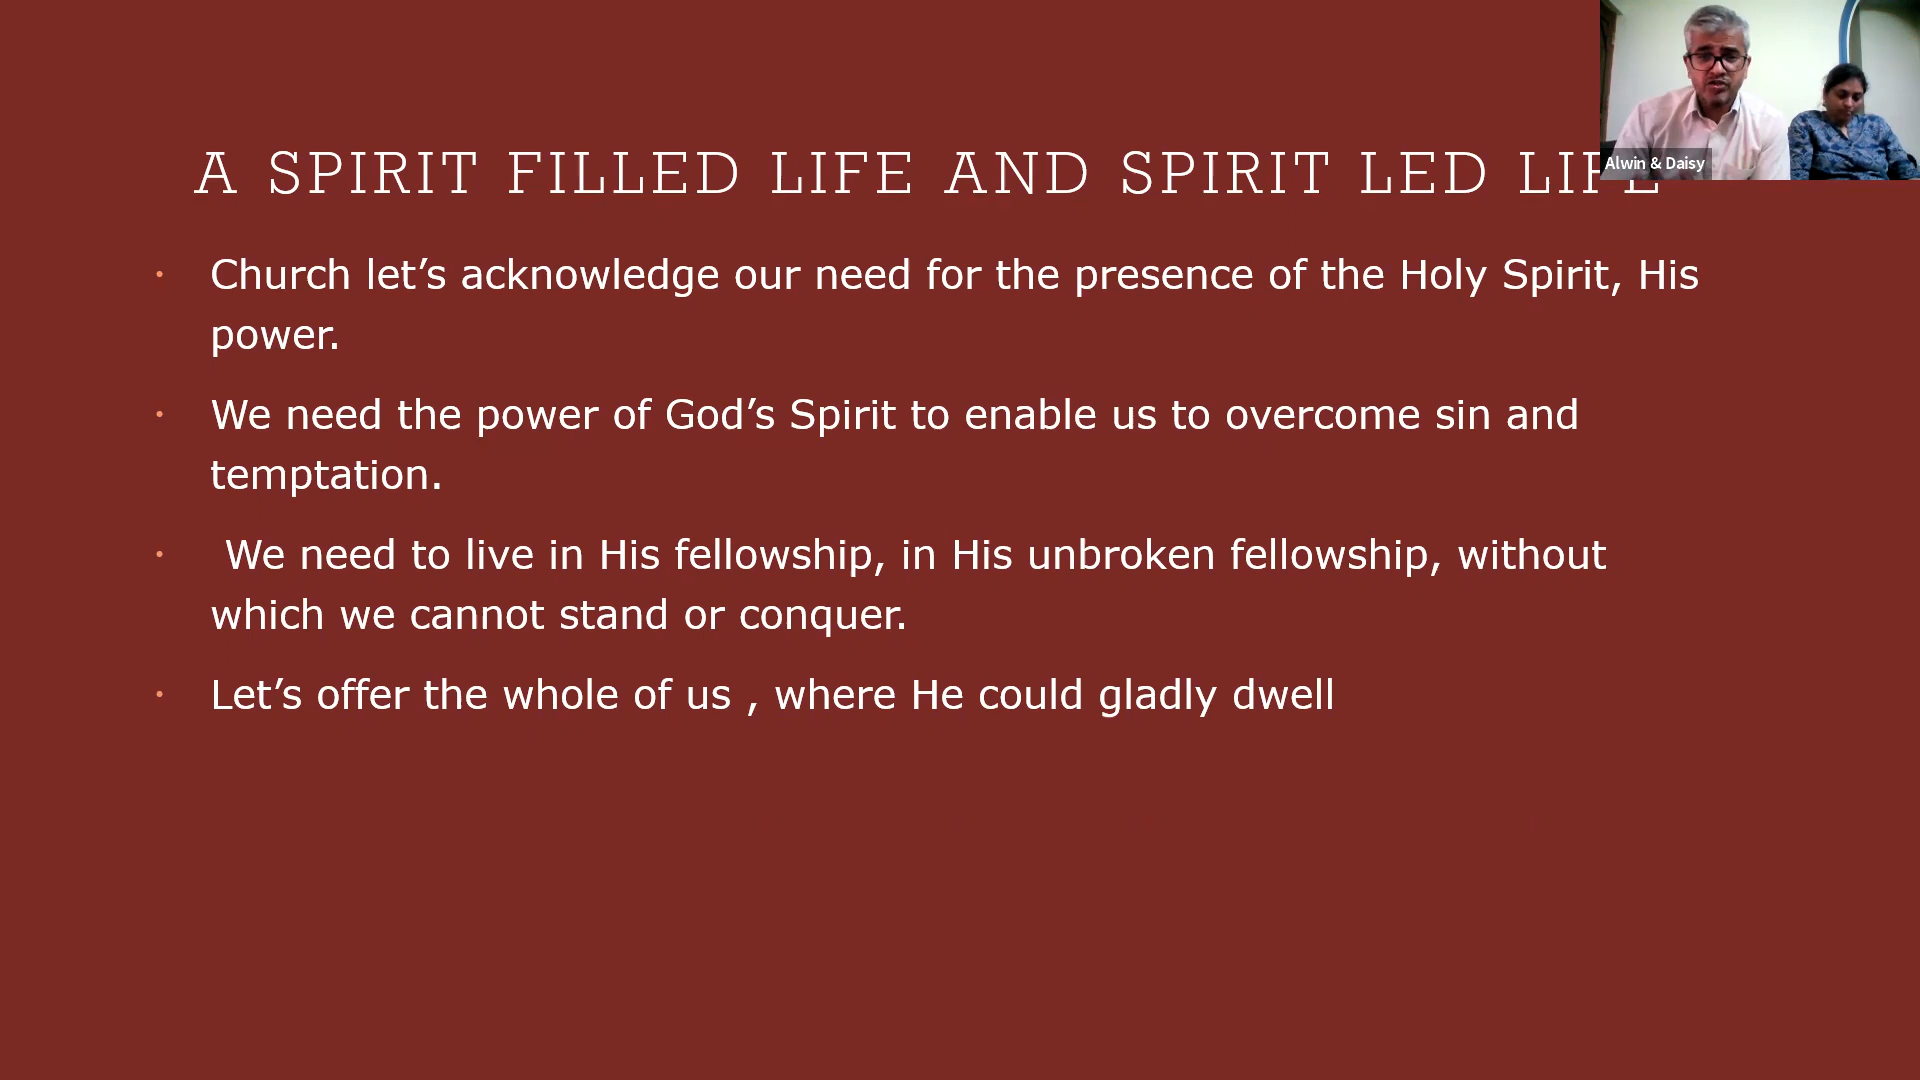 A SPIRIT FILLED LIFE AND SPIRIT LED LIFE
Alwin & Daisy
• Church let’s acknowledge our need for the presence of the Holy Spirit, His
power.
• We need the power of God’s Spirit to enable us to overcome sin and
temptation.
• We need to live in His fellowship, in His unbroken fellowship, without
which we cannot stand or conquer.
• Let’s offer the whole of us , where He could gladly dwell